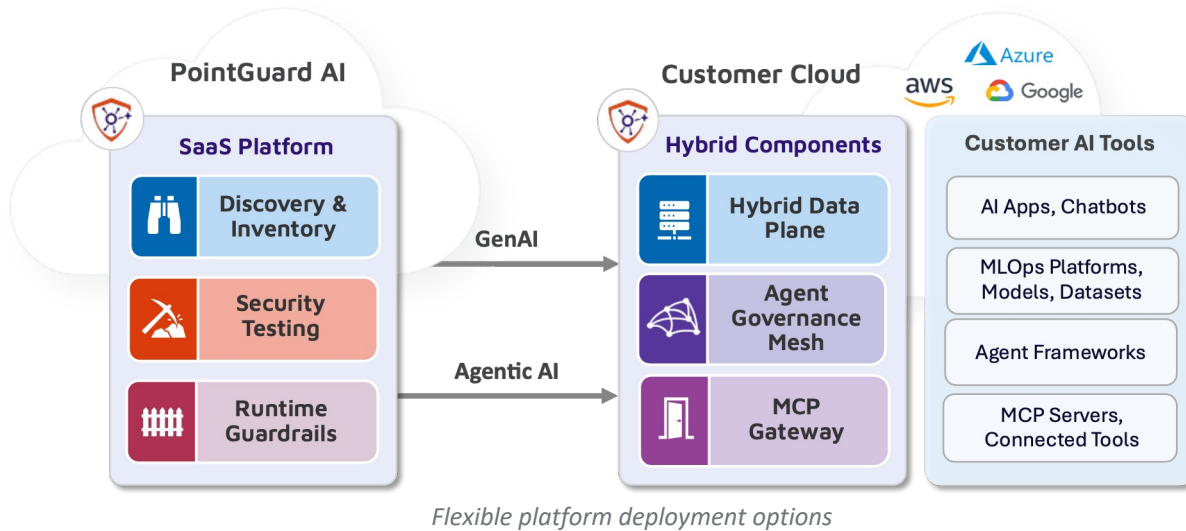 PointGuard AI
SaaS Platform
Discovery &
Inventory
Security
Testing
Runtime
Guardrails
GenAI
Agentic AI
Customer Cloud
Hybrid Components
Hybrid Data
Plane
Agent
Governance
Mesh
MCP
Gateway
Azure
aws
Google
Customer AI Tools
AI Apps, Chatbots
MLOps Platforms,
Models, Datasets
Agent Frameworks
MCP Servers,
Connected Tools
Flexible platform deployment options